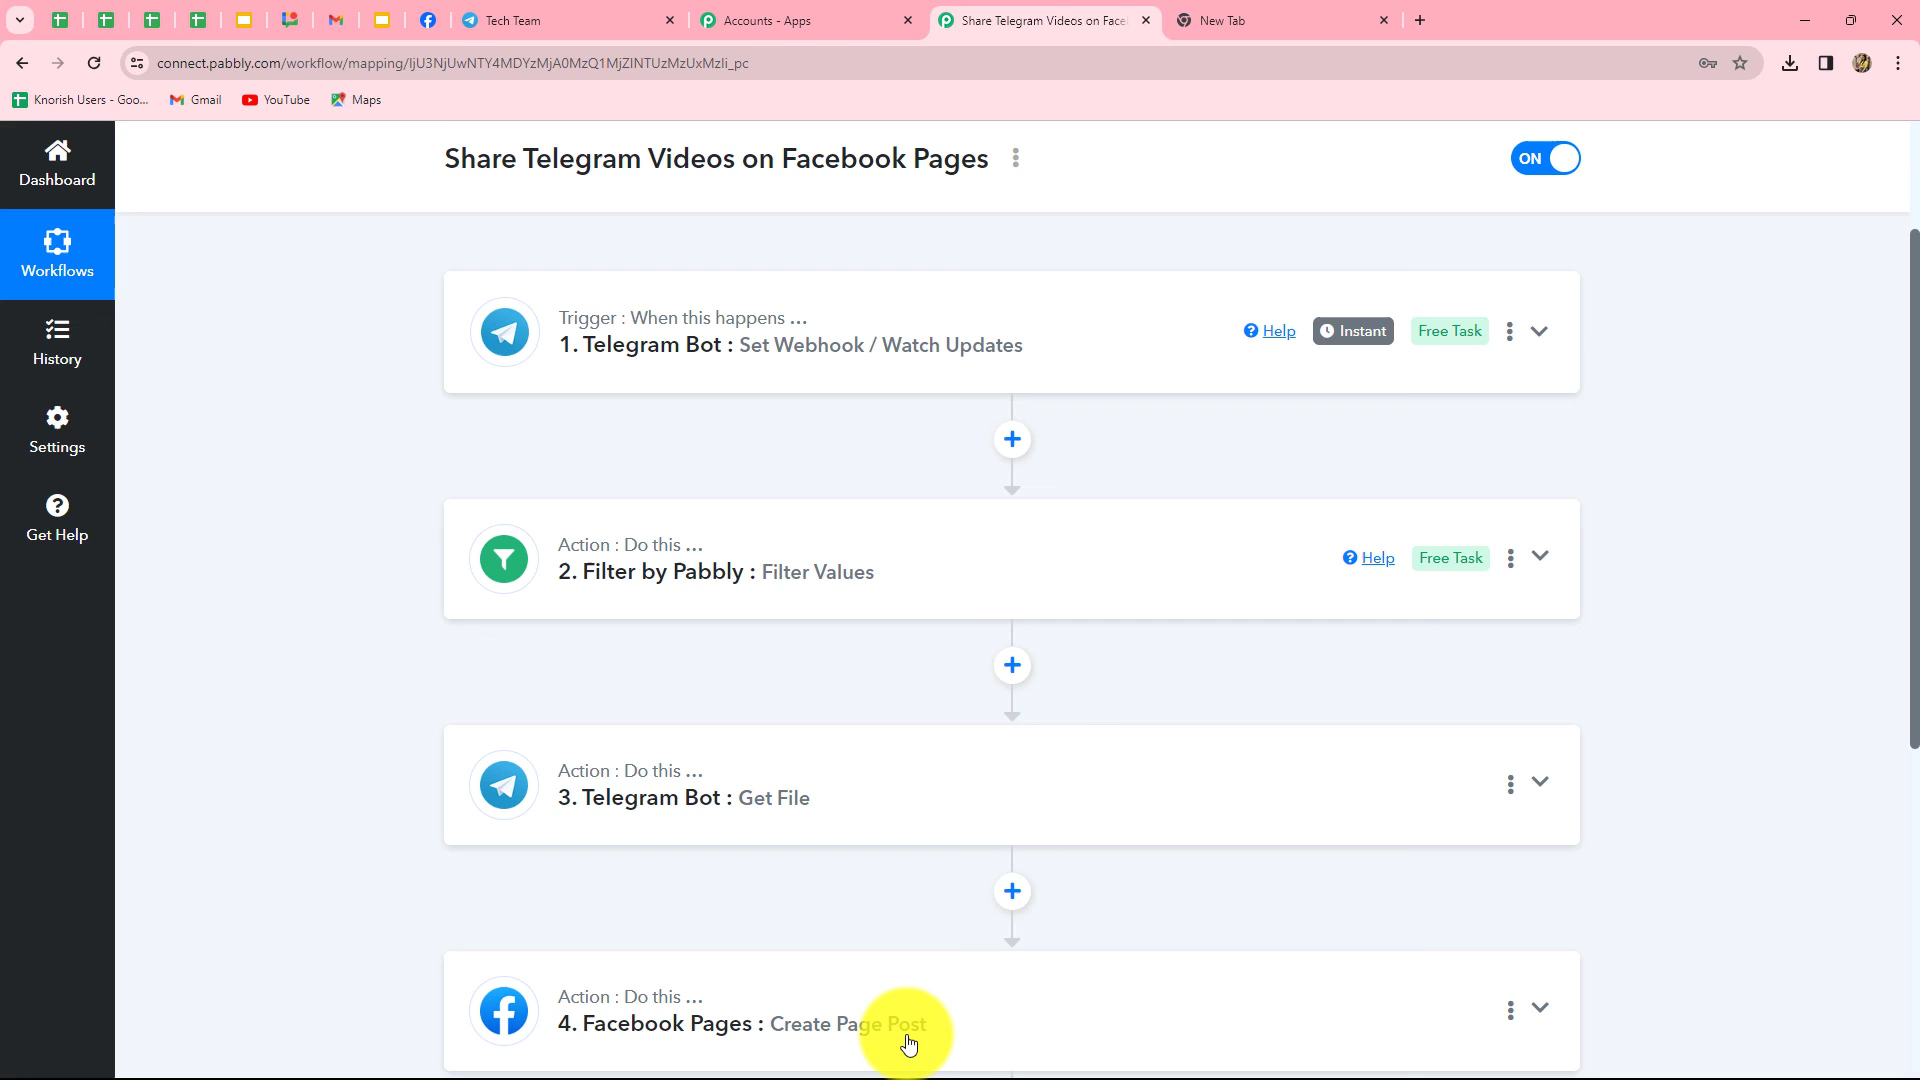 Tech Team
Accounts - Apps
Share Telegram Videos on Face
New Tab
connect.pabbly.com/workflow/mapping/IjU3NjUwNTY4MDYzMjA0MzQ1MjZlNTUzMzUxMzIi_pc
Knorish Users - Goo...
Gmail
YouTube
Maps
Dashboard
Workflows
History
Settings
Get Help
Share Telegram Videos on Facebook Pages
ON
Trigger : When this happens ...
1. Telegram Bot : Set Webhook / Watch Updates
Help
Instant
Free Task
Action : Do this ...
2. Filter by Pabbly : Filter Values
Help
Free Task
Action : Do this ...
3. Telegram Bot : Get File
Action : Do this ...
4. Facebook Pages : Create Page Post